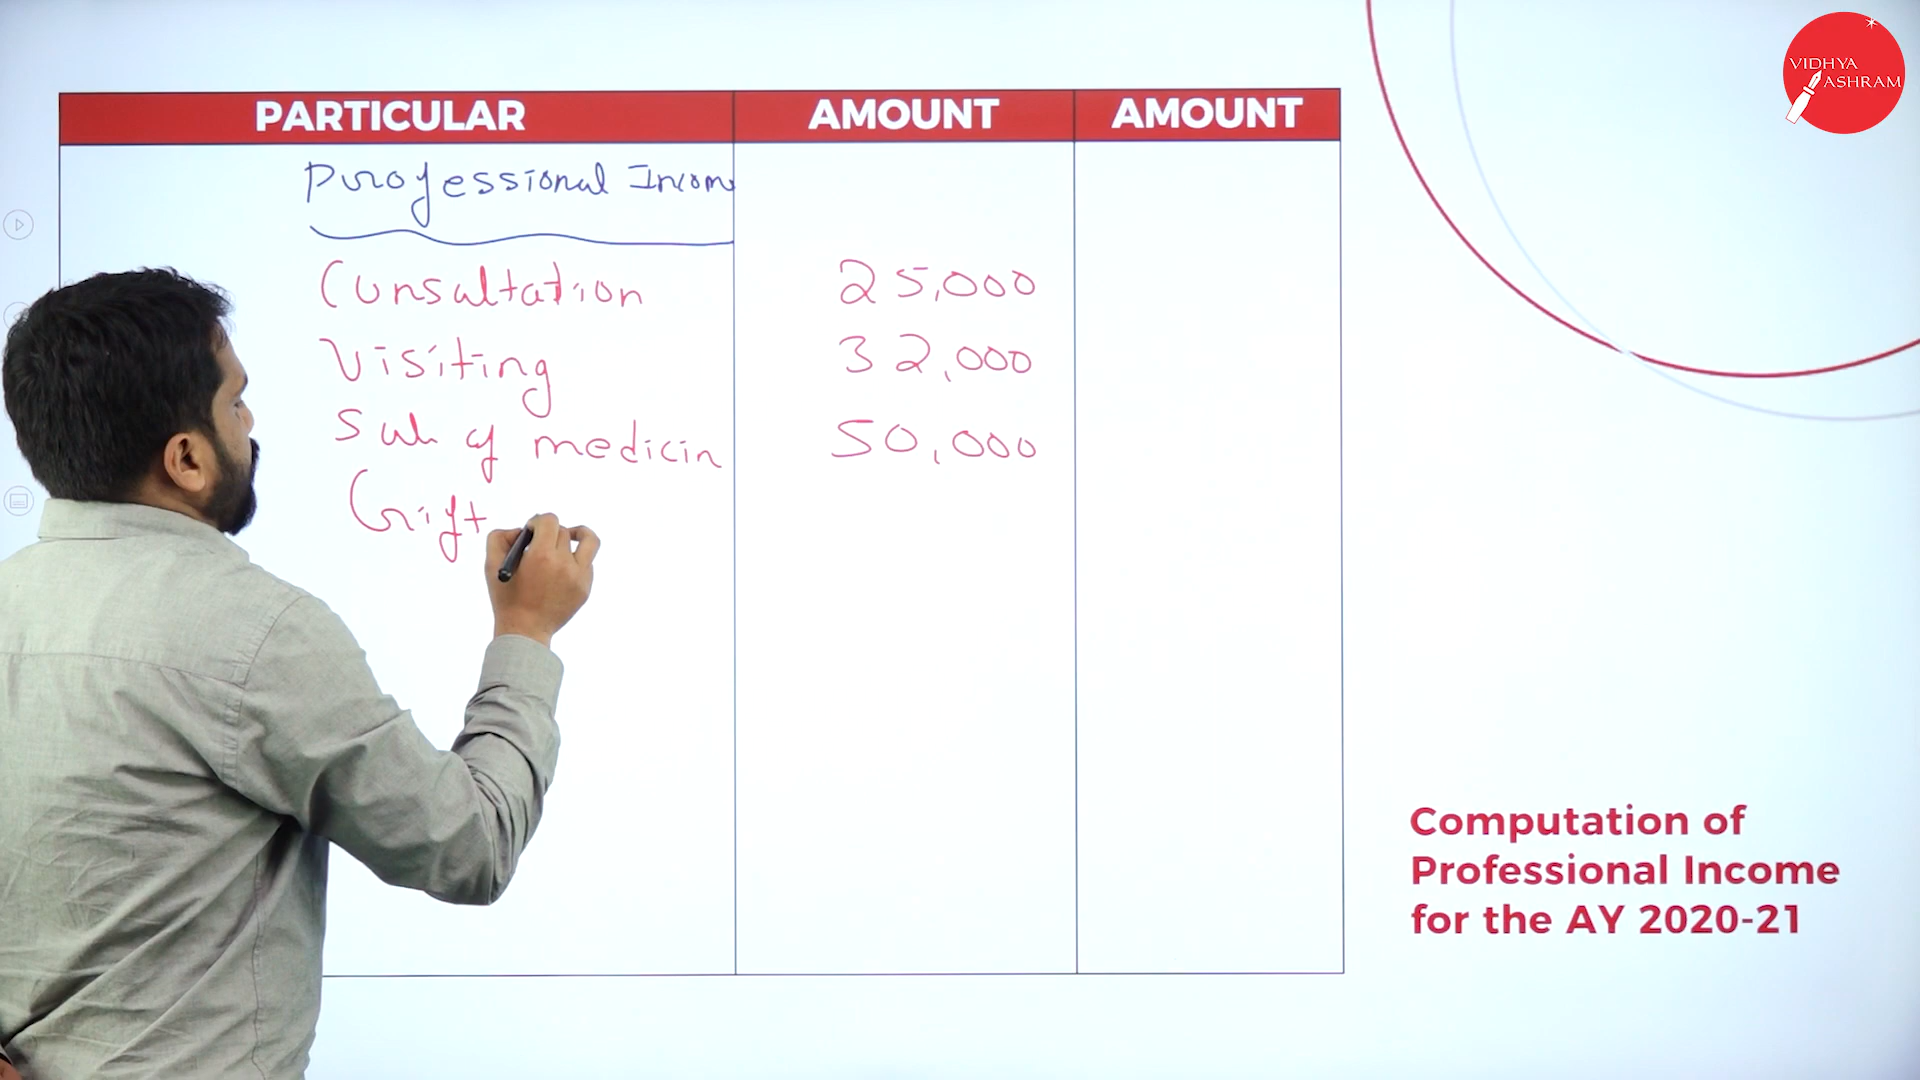 VIDHYA
ASHRAM
PARTICULAR AMOUNT AMOUNT
Professional Income
Consultation 25,000
Visiting 32,000
Sale of medicin 50,000
Gift
Computation of
Professional Income
for the AY 2020-21